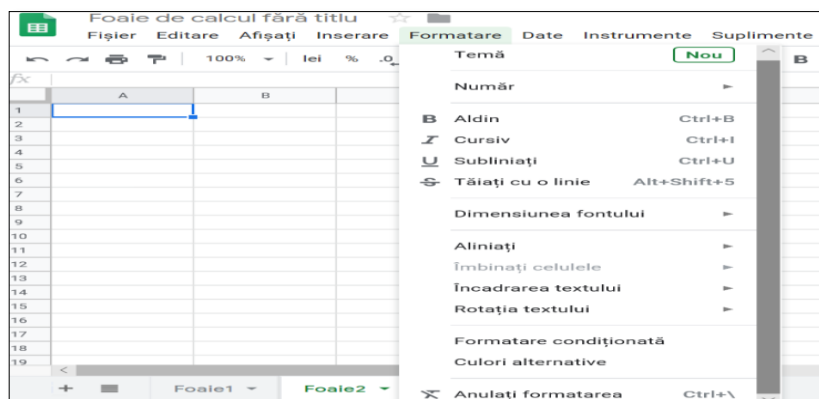 Foaie de calcul fără titlu
Fișier Editare Afișați Inserare Formatare Date Instrumente Suplimente
100% lei % .0 B
fx
A B
1
2
3
4
5
6
7
8
9
10
11
12
13
14
15
16
17
18
19
Temă Nou
Număr
B Aldin Ctrl+B
I Cursiv Ctrl+I
U Subliniați Ctrl+U
S Tăiați cu o linie Alt+Shift+5
Dimensiunea fontului
Aliniați
Îmbinați celulele
Încadrarea textului
Rotația textului
Formatare condiționată
Culori alternative
Anulați formatarea Ctrl+\
+ Foaie1 Foaie2